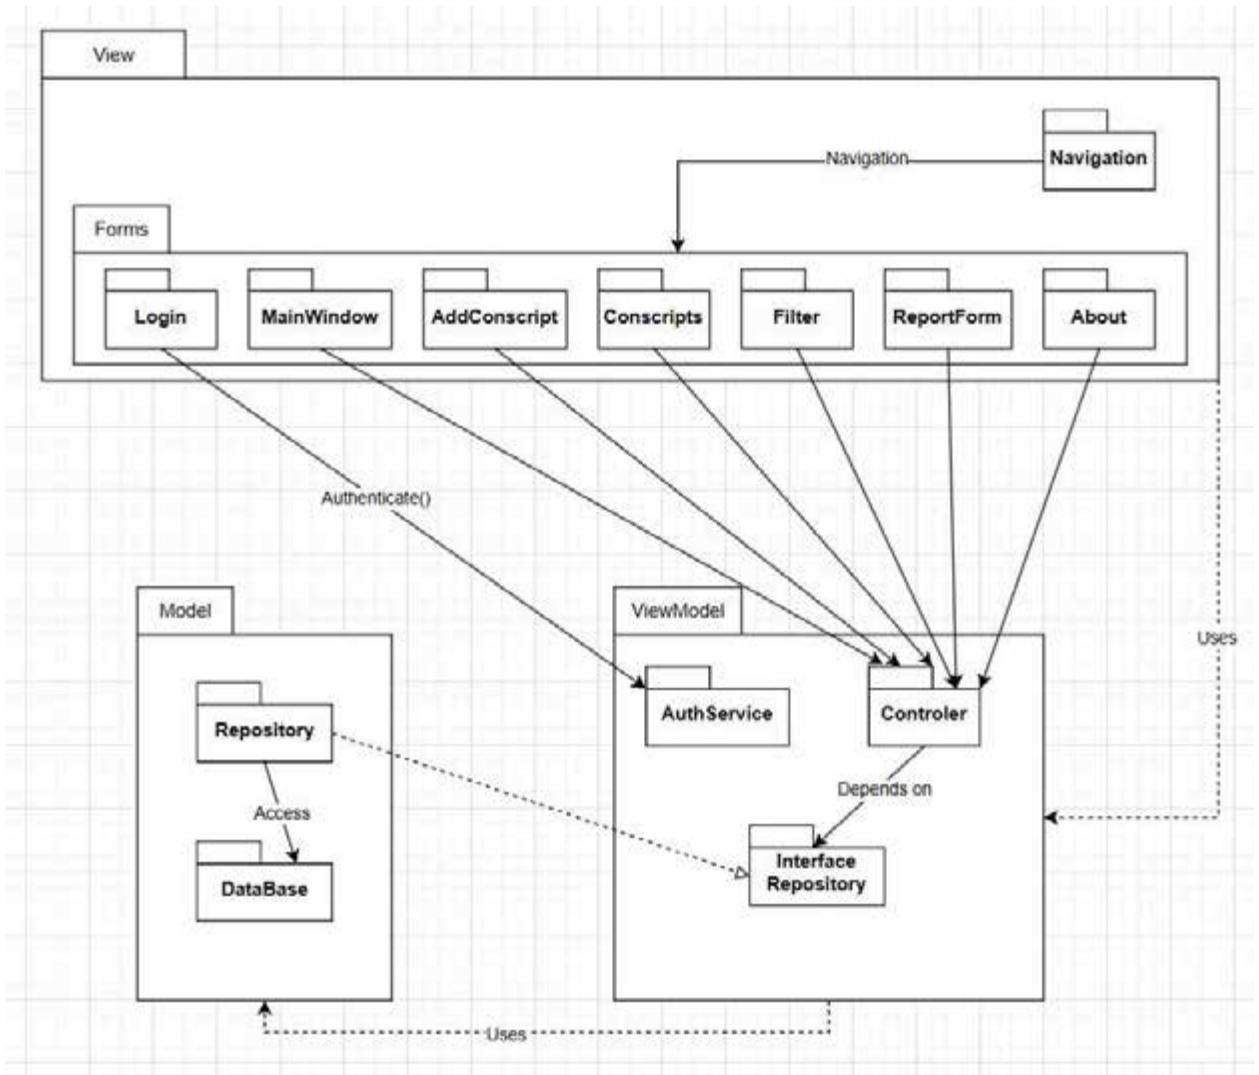 View
Navigation
Navigation
Forms
Login
MainWindow
AddConscript
Conscripts
Filter
ReportForm
About
Authenticate()
Model
ViewModel
Uses
Repository
AuthService
Controler
Depends on
Access
Interface
Repository
DataBase
Uses